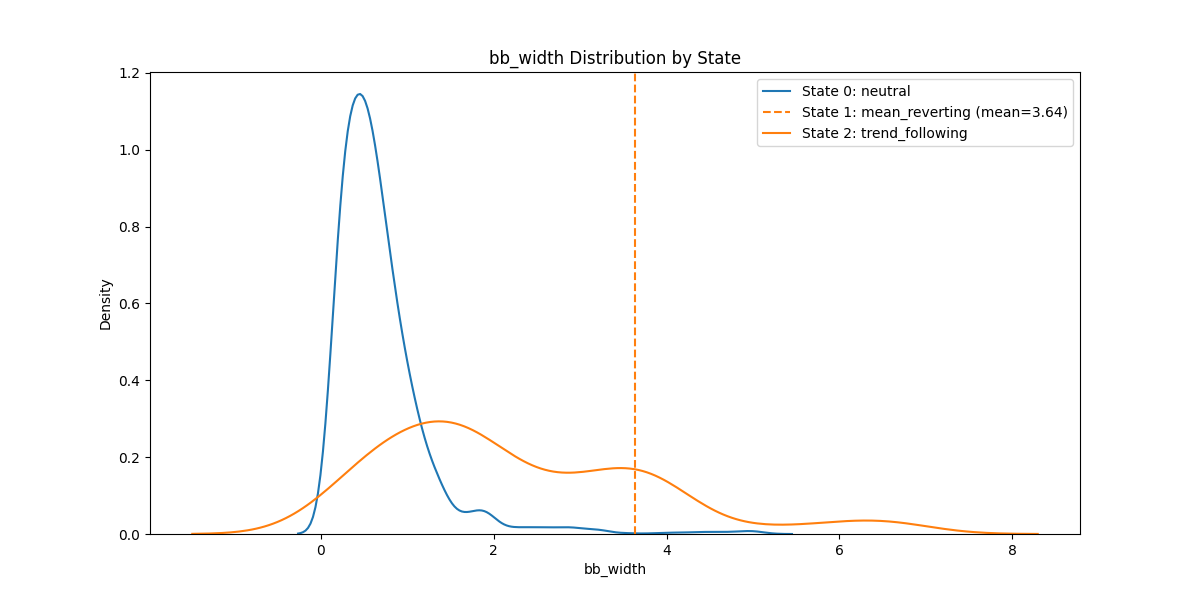 bb_width Distribution by State
State 0: neutral
State 1: mean_reverting (mean=3.64)
State 2: trend_following
1.2
1.0
0.8
0.6
0.4
0.2
0.0
Density
0 2 4 6 8
bb_width